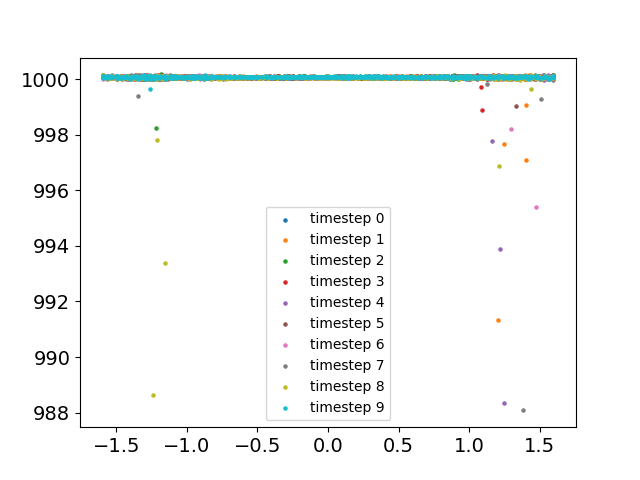 1000
998
996
994
992
990
988
timestep 0
timestep 1
timestep 2
timestep 3
timestep 4
timestep 5
timestep 6
timestep 7
timestep 8
timestep 9
−1.5 −1.0 −0.5 0.0 0.5 1.0 1.5